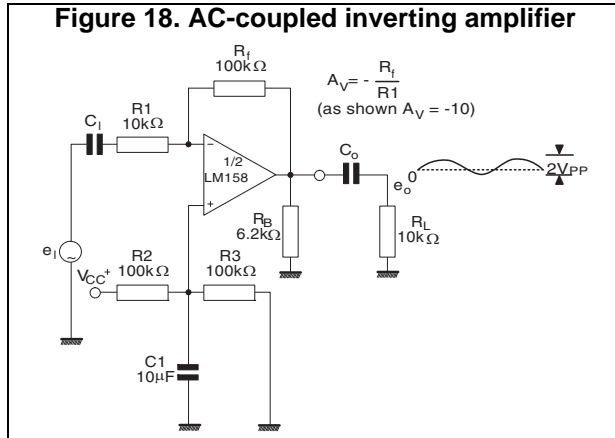 Figure 18. AC-coupled inverting amplifier
Rf
100kΩ
AV= - Rf
R1
(as shown AV = -10)
R1
10kΩ
CI
1/2
LM158
Co
eo
0
2VPP
RB
6.2kΩ
RL
10kΩ
eI
~
VCC+
R2
100kΩ
R3
100kΩ
C1
10μF